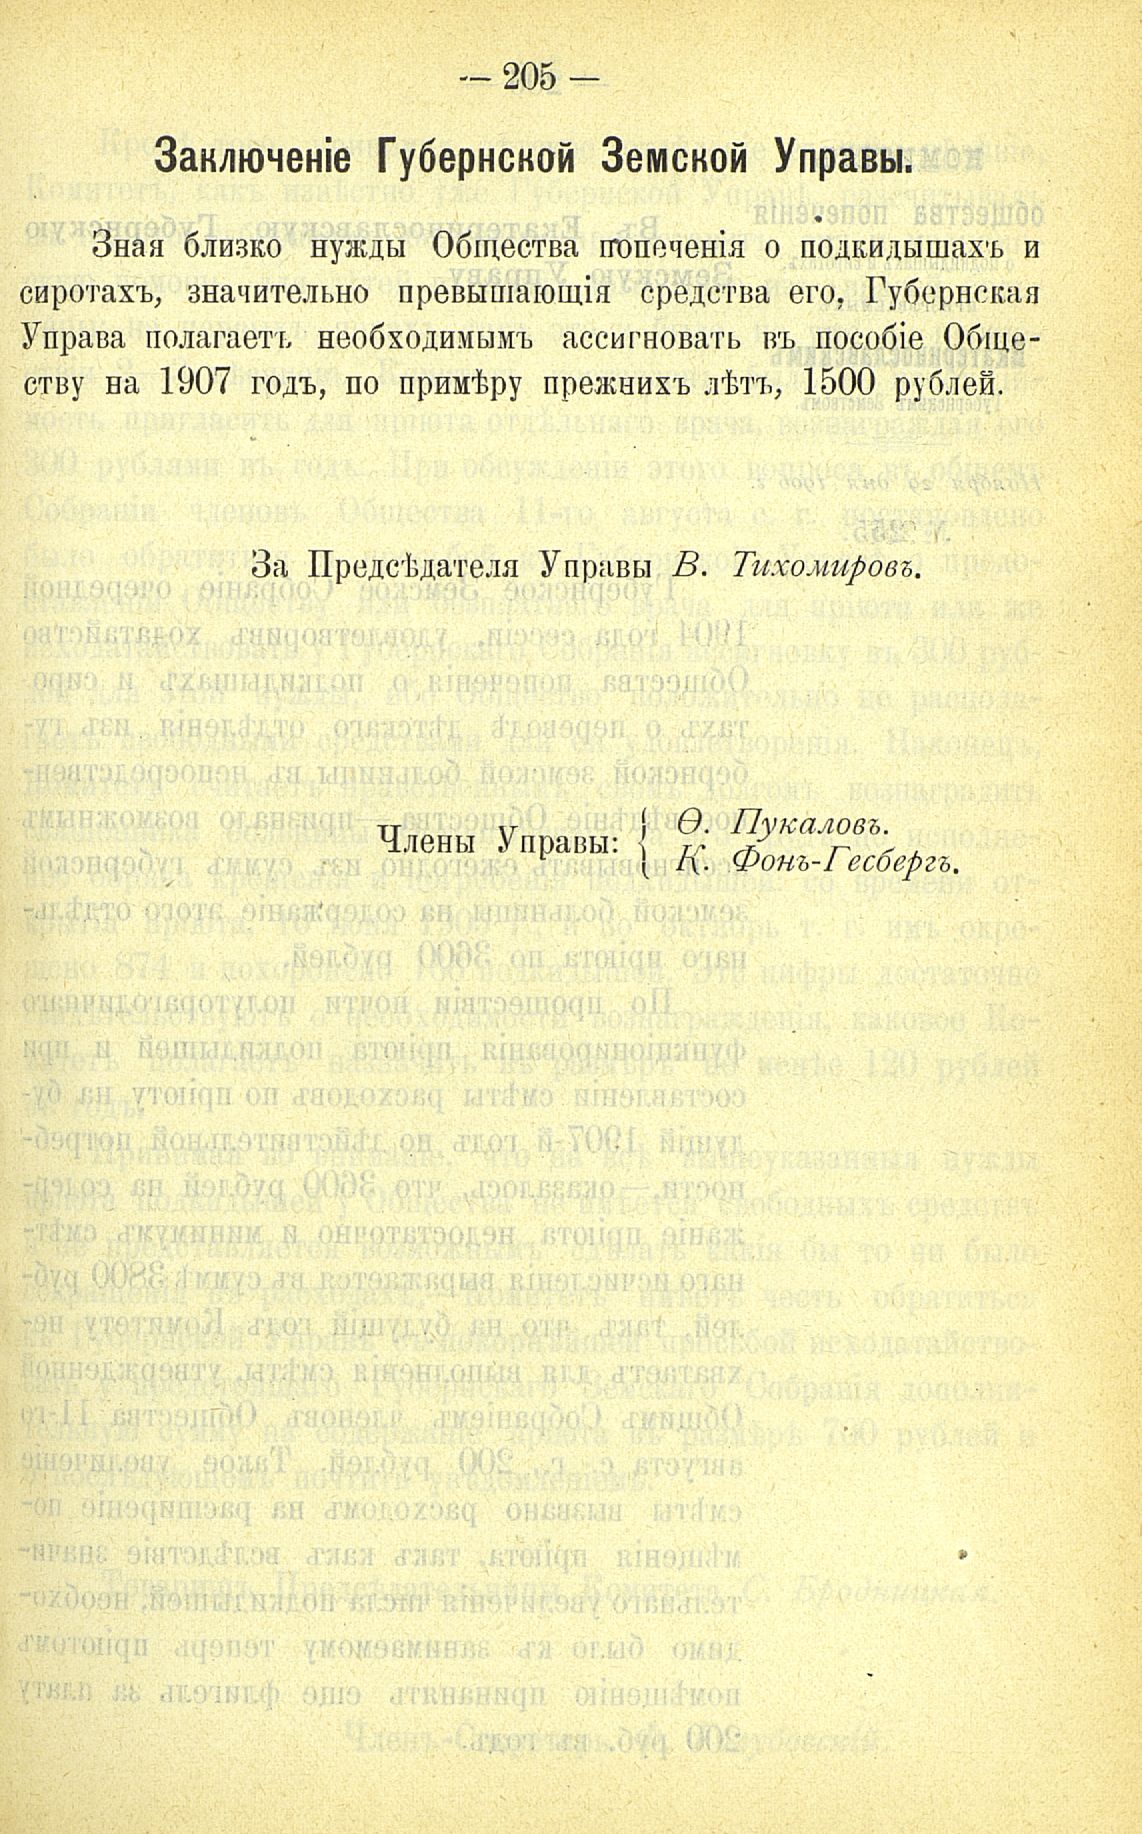 — 205 —
Заключеніе Губернской Земской Управы.
Зная близко нужды Общества попеченія о подкидышахъ и
сиротахъ, значительно превышающія средства его, Губернская
Управа полагаетъ необходимымъ ассигновать въ пособіе Обще-
ству на 1907 годъ, по примѣру прежнихъ лѣтъ, 1500 рублей.
За Предсѣдателя Управы В. Тихомировъ.
Члены Управы: { Ѳ. Пукаловъ.
К. Фонъ-Гесбергъ.